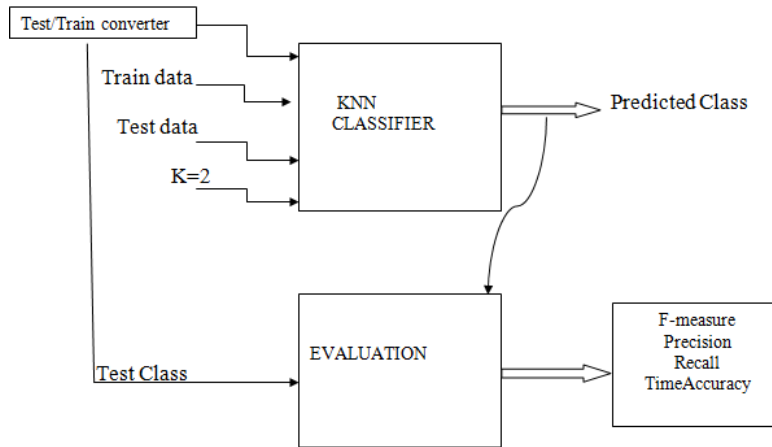 Test/Train converter
Train data
Test data
K=2
KNN
CLASSIFIER
Predicted Class
EVALUATION
Test Class
F-measure
Precision
Recall
TimeAccuracy